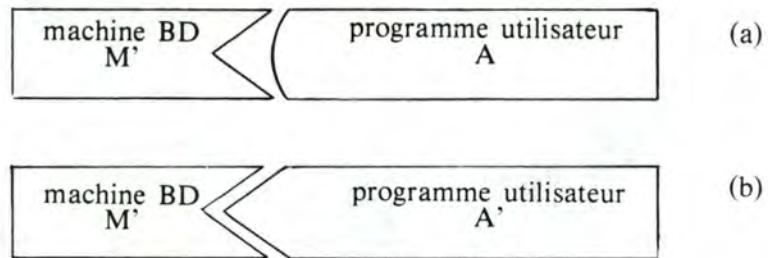 machine BD
M'
programme utilisateur
A
(a)
machine BD
M'
programme utilisateur
A'
(b)